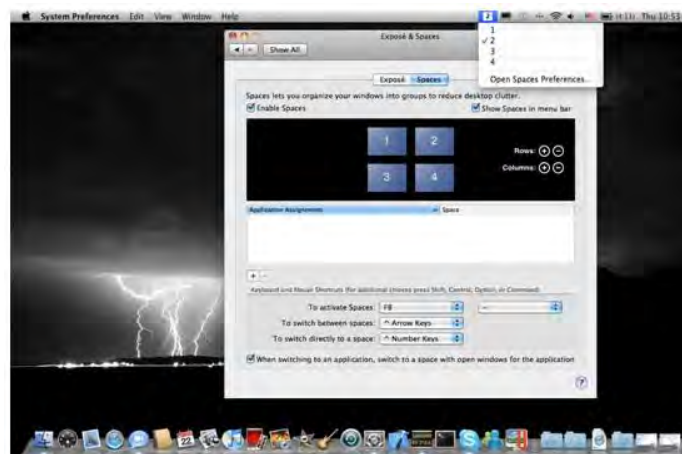 System Preferences Edit View Window Help
Thu 10:53
1
✓ 2
3
4
Open Spaces Preferences...
Exposé & Spaces
Show All
Exposé Spaces
Spaces lets you organize your windows into groups to reduce desktop clutter.
Enable Spaces
Show Spaces in menu bar
1 2
Rows:
Columns:
3 4
Application Assignments Space
Keyboard and Mouse Shortcuts (for additional choices press Shift, Control, Option, or Command)
To activate Spaces: F8 –
To switch between spaces: ^ Arrow Keys
To switch directly to a space: ^ Number Keys
When switching to an application, switch to a space with open windows for the application
22